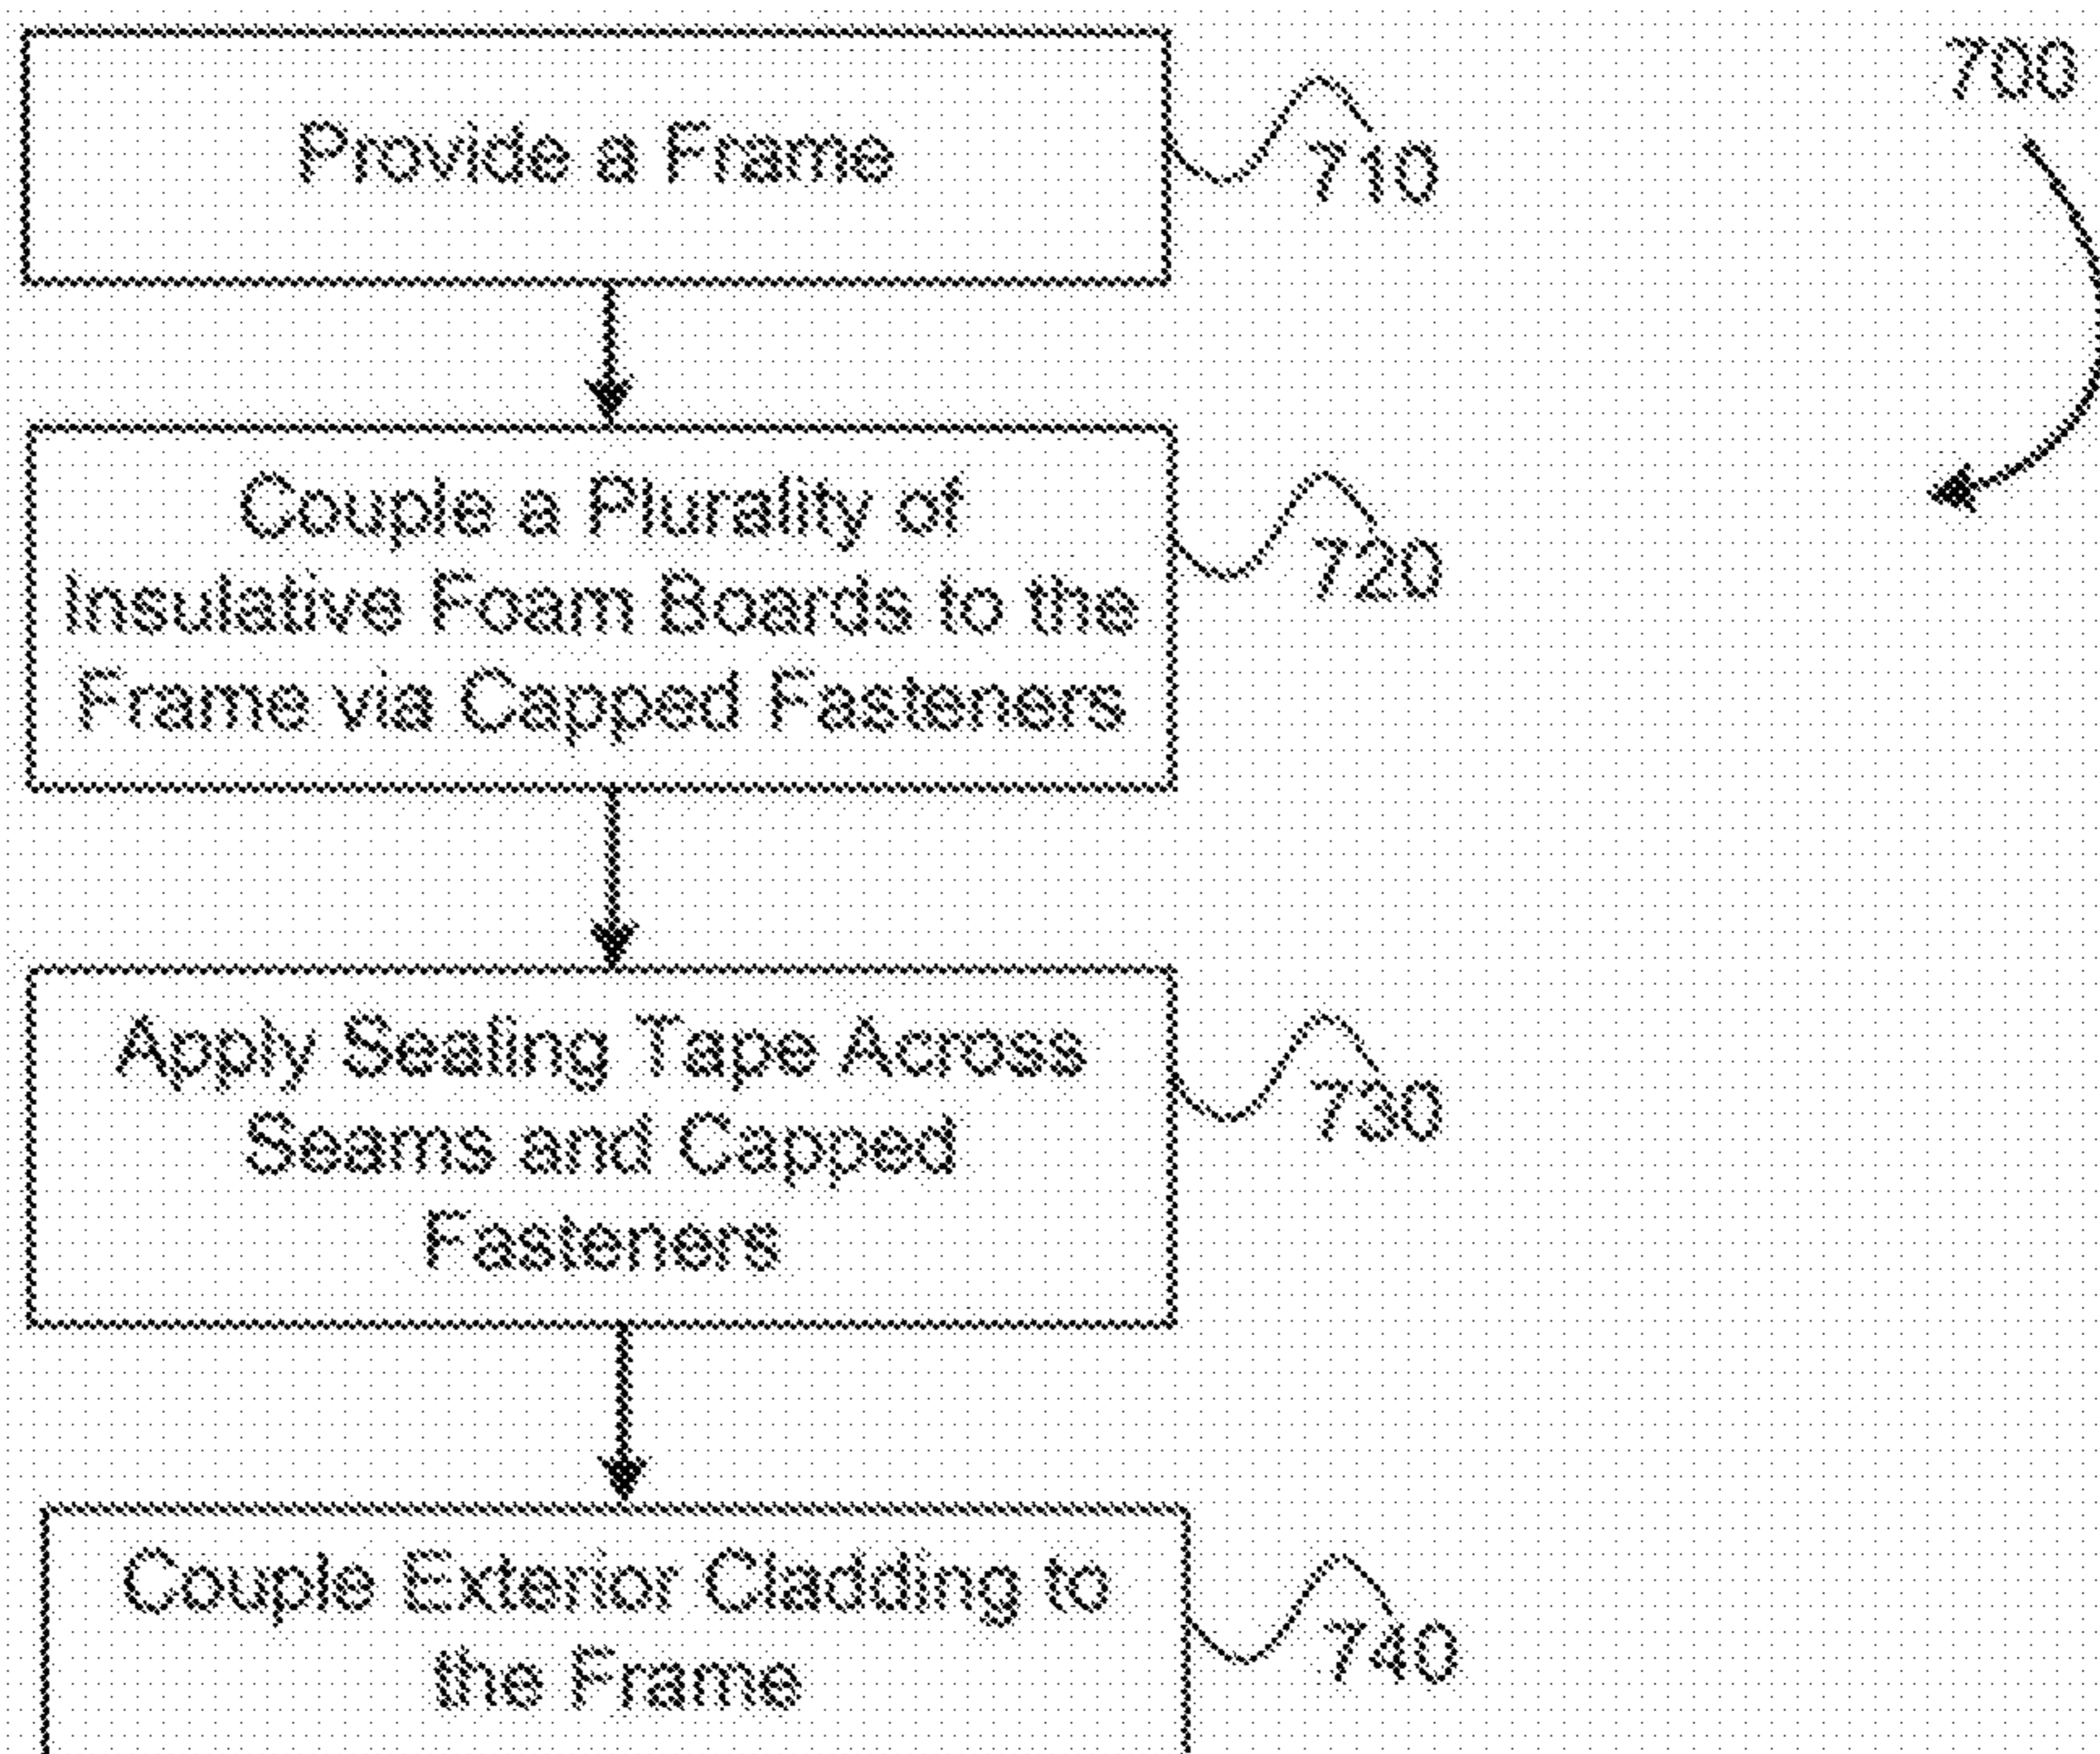 700
Provide a Frame
710
Couple a Plurality of
Insulative Foam Boards to the
Frame via Capped Fasteners
720
Apply Sealing Tape Across
Seams and Capped
Fasteners
730
Couple Exterior Cladding to
the Frame
740